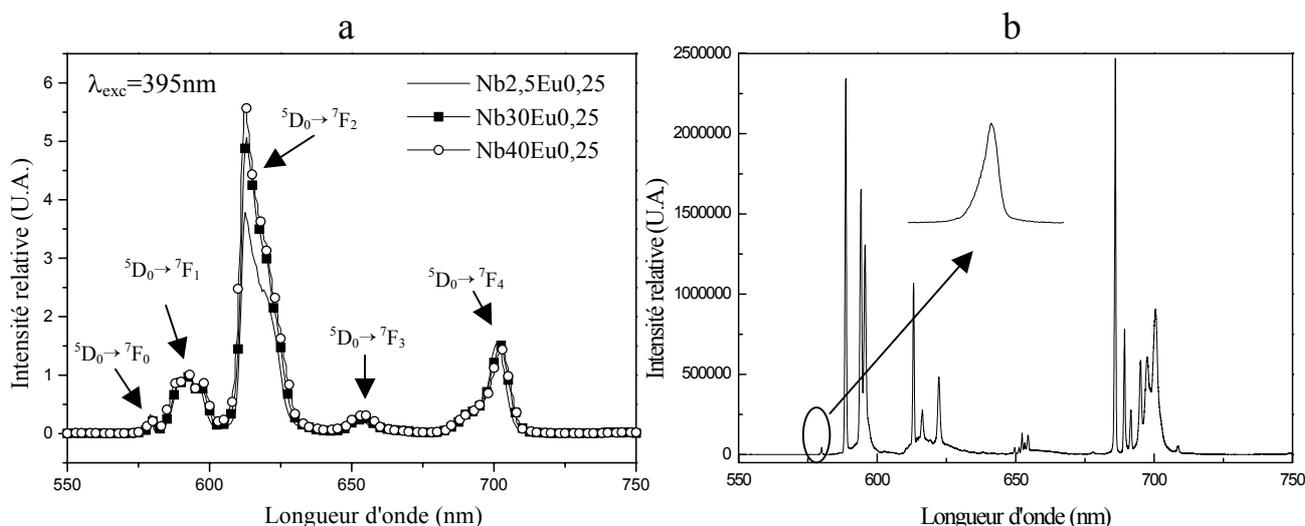 a
λexc=395nm
Nb2,5Eu0,25
Nb30Eu0,25
Nb40Eu0,25
⁵D₀→⁷F₂
⁵D₀→⁷F₁
⁵D₀→⁷F₀
⁵D₀→⁷F₃
⁵D₀→⁷F₄
Intensité relative (U.A.)
6
5
4
3
2
1
0
550
600
650
700
750
Longueur d'onde (nm)
b
Intensité relative (U.A.)
2500000
2000000
1500000
1000000
500000
0
550
600
650
700
750
Longueur d'onde (nm)